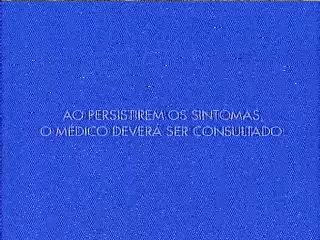 AO PERSISTIREM OS SINTOMAS,
O MÉDICO DEVERÁ SER CONSULTADO.